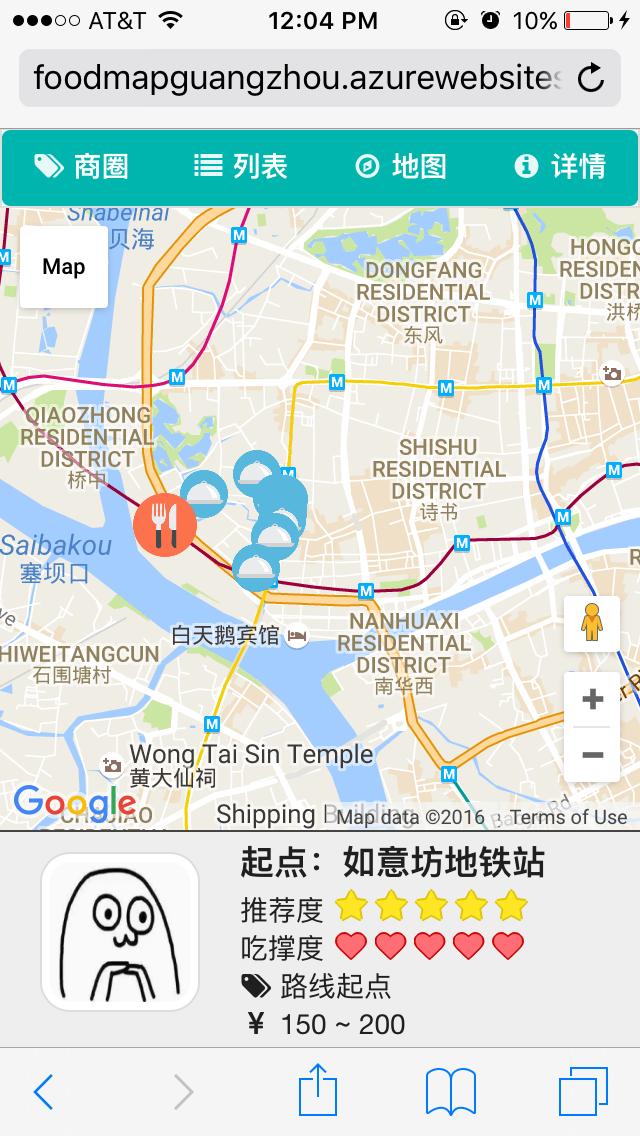 AT&T 12:04 PM 10%
foodmapguangzhou.azurewebsites
商圈 列表 地图 详情
Shabeihai
贝海
Map
HONGQ
RESIDEN
DISTR
洪桥
DONGFANG
RESIDENTIAL
DISTRICT
东风
QIAOZHONG
RESIDENTIAL
DISTRICT
桥中
SHISHU
RESIDENTIAL
DISTRICT
诗书
Saibakou
塞坝口
白天鹅宾馆
NANHUAXI
RESIDENTIAL
DISTRICT
南华西
HIWEITANGCUN
石围塘村
Wong Tai Sin Temple
黄大仙祠
Google
Shipping Building
Map data ©2016 Terms of Use
起点：如意坊地铁站
推荐度
吃撑度
路线起点
¥ 150 ~ 200